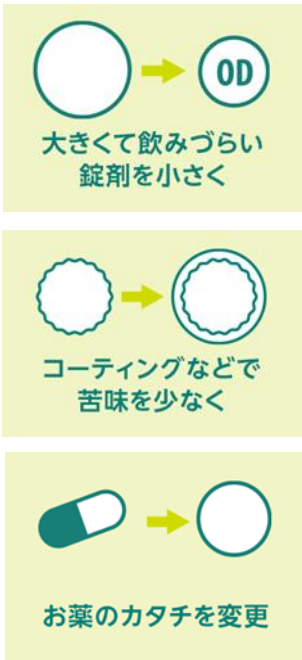 OD
大きくて飲みづらい
錠剤を小さく
コーティングなどで
苦味を少なく
お薬のカタチを変更